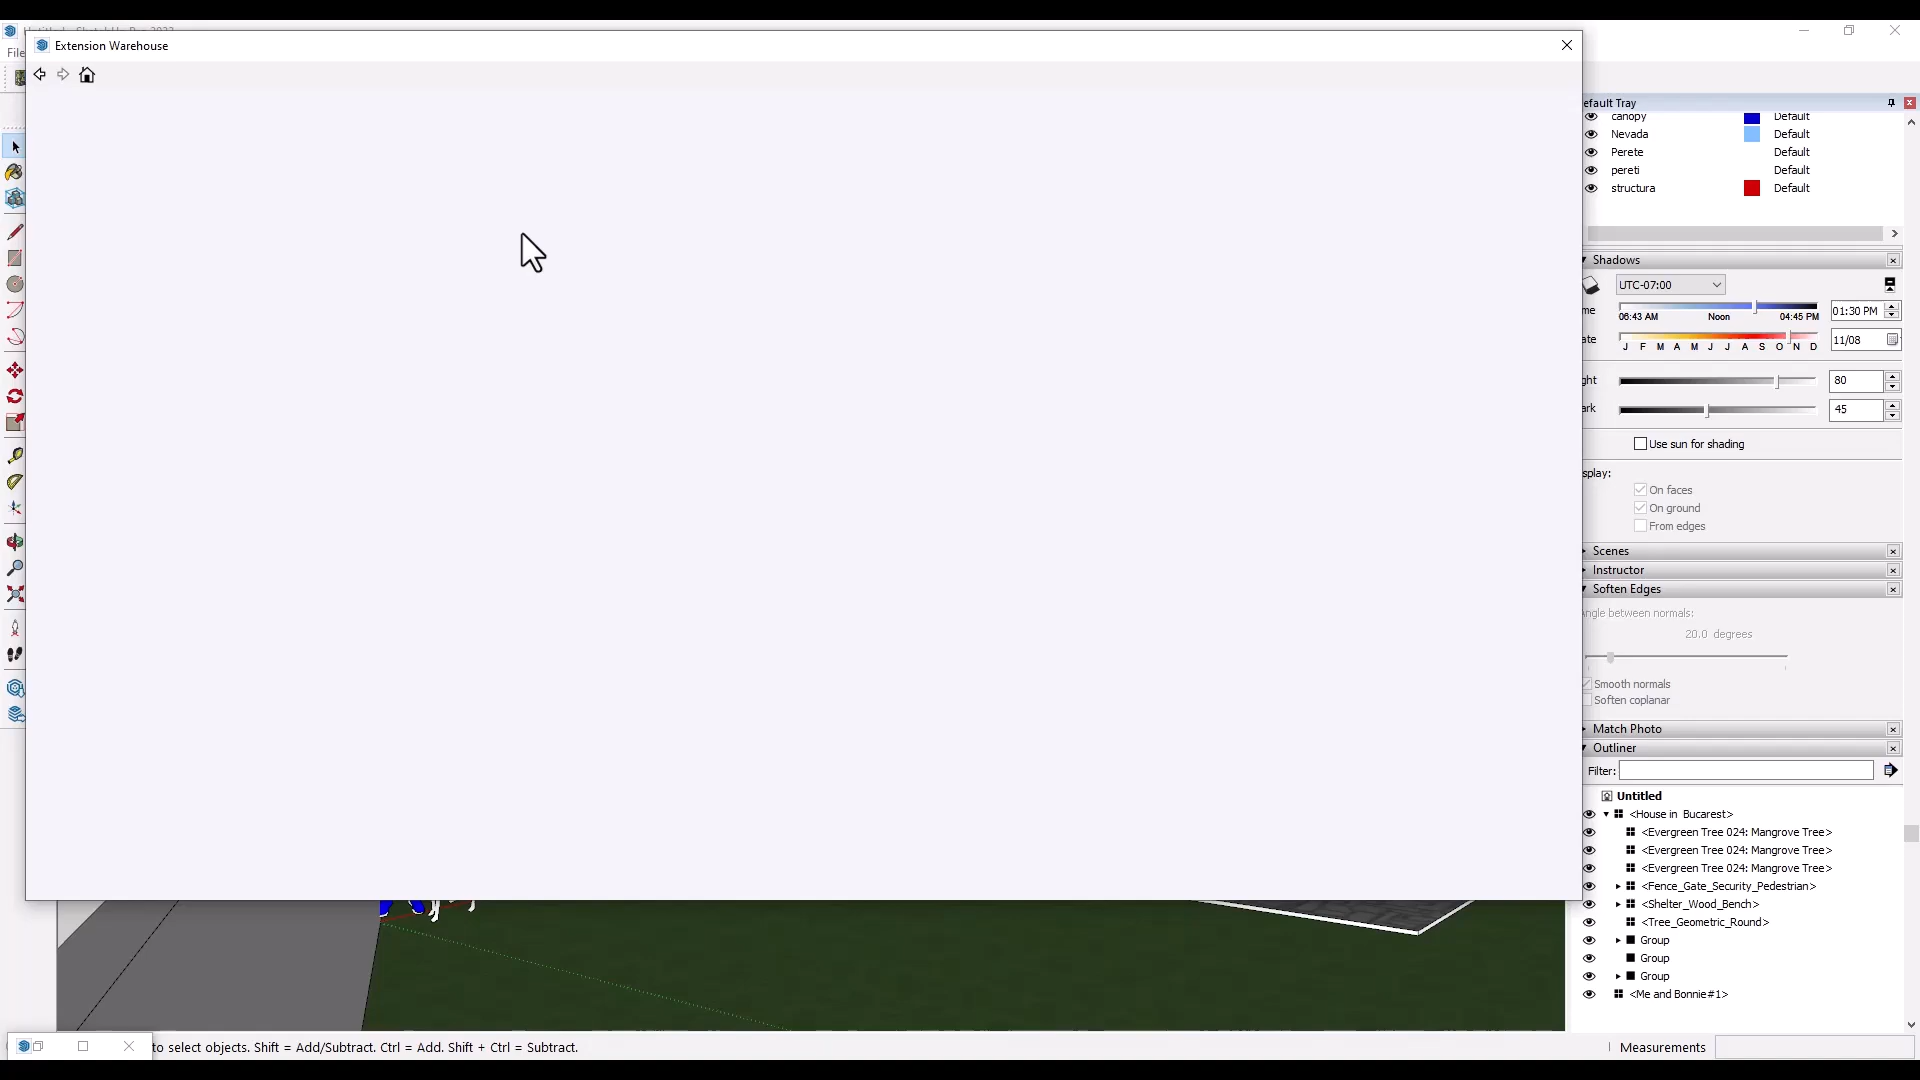 Extension Warehouse
File
efault Tray
canopy Default
Nevada Default
Perete Default
pereti Default
structura Default
Shadows
UTC-07:00
me 06:43 AM Noon 04:45 PM 01:30 PM
ate J F M A M J J A S O N D 11/08
ght 80
ark 45
Use sun for shading
splay:
On faces
On ground
From edges
Scenes
Instructor
Soften Edges
Angle between normals:
20.0 degrees
Smooth normals
Soften coplanar
Match Photo
Outliner
Filter:
Untitled
<House in Bucarest>
<Evergreen Tree 024: Mangrove Tree>
<Evergreen Tree 024: Mangrove Tree>
<Evergreen Tree 024: Mangrove Tree>
<Fence_Gate_Security_Pedestrian>
<Shelter_Wood_Bench>
<Tree_Geometric_Round>
Group
Group
Group
<Me and Bonnie#1>
to select objects. Shift = Add/Subtract. Ctrl = Add. Shift + Ctrl = Subtract.
Measurements